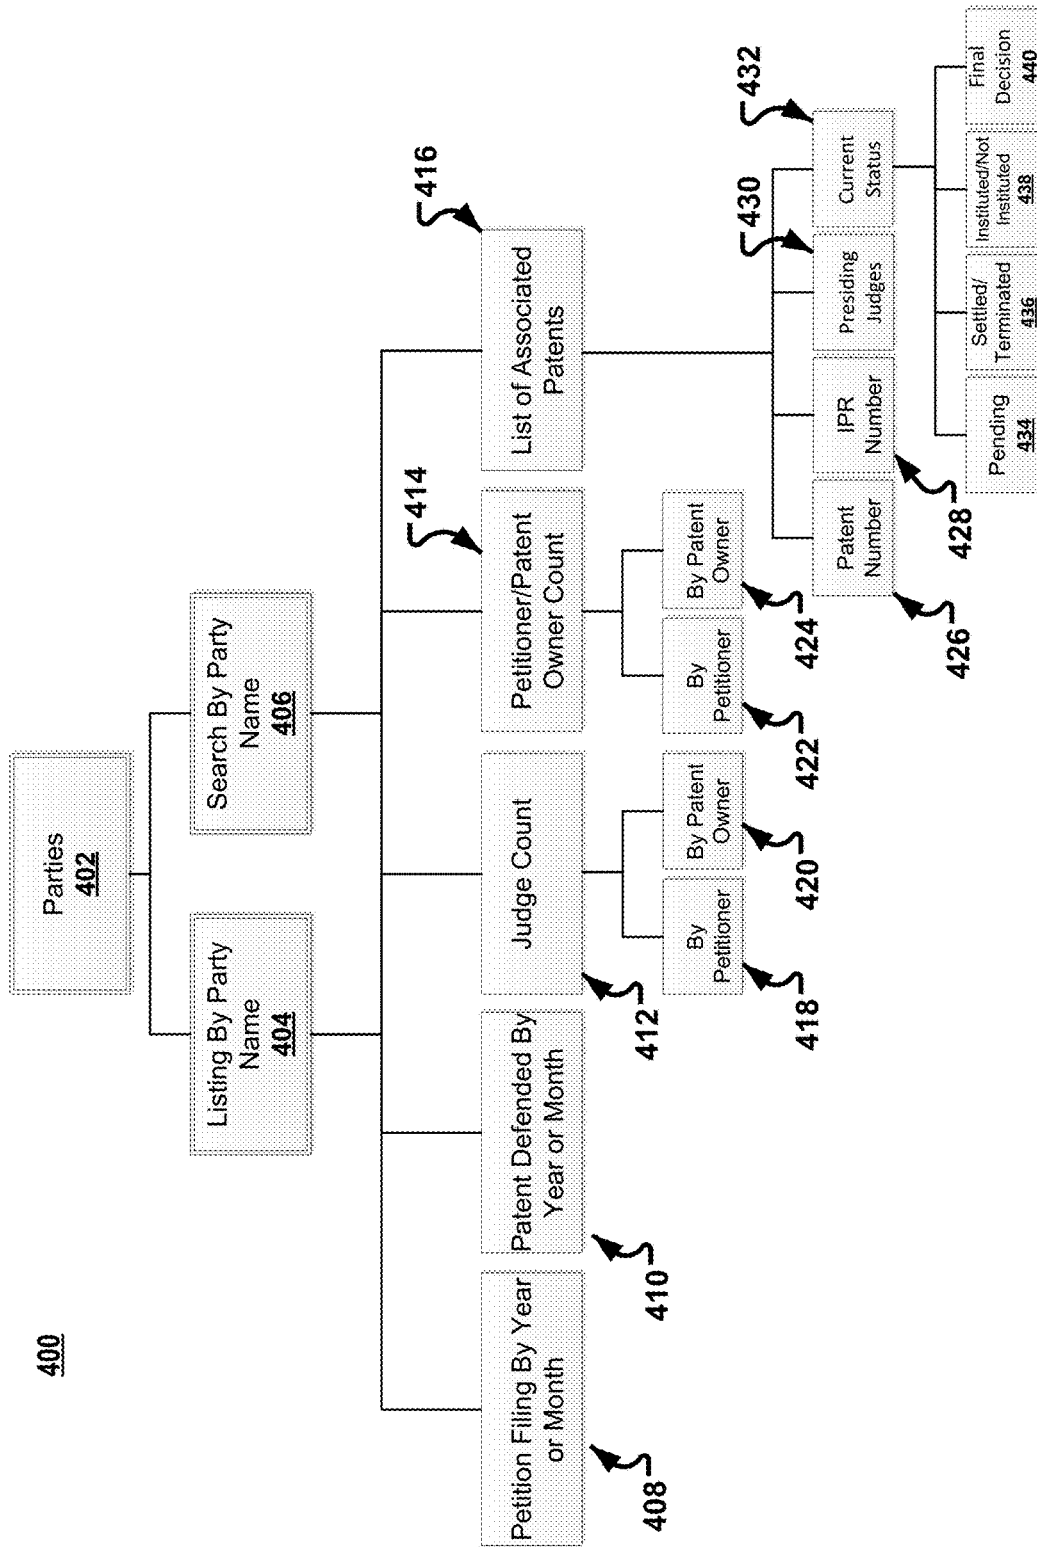 400
Parties
402
Listing By Party
Name
404
Search By Party
Name
406
Petition Filing By Year
or Month
408
Patent Defended By
Year or Month
410
Judge Count
412
Petitioner/Patent
Owner Count
414
List of Associated
Patents
416
By
Petitioner
418
By Patent
Owner
420
By
Petitioner
422
By Patent
Owner
424
Patent
Number
426
IPR
Number
428
Presiding
Judges
430
Current
Status
432
Pending
434
Settled/
Terminated
436
Instituted/Not
Instituted
438
Final
Decision
440